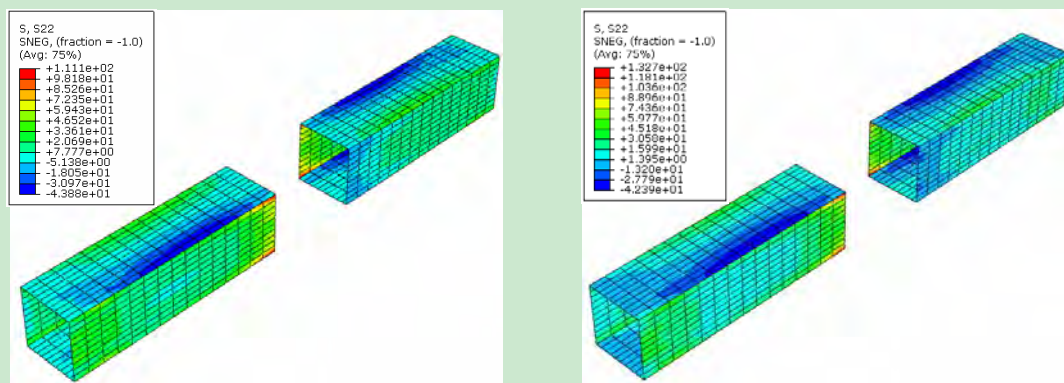 S, S22
SNEG, (fraction = -1.0)
(Avg: 75%)
+1.111e+02
+9.818e+01
+8.526e+01
+7.235e+01
+5.943e+01
+4.652e+01
+3.361e+01
+2.069e+01
+7.777e+00
-5.138e+00
-1.805e+01
-3.097e+01
-4.388e+01
S, S22
SNEG, (fraction = -1.0)
(Avg: 75%)
+1.327e+02
+1.181e+02
+1.036e+02
+8.896e+01
+7.436e+01
+5.977e+01
+4.518e+01
+3.058e+01
+1.599e+01
+1.395e+00
-1.320e+01
-2.779e+01
-4.239e+01